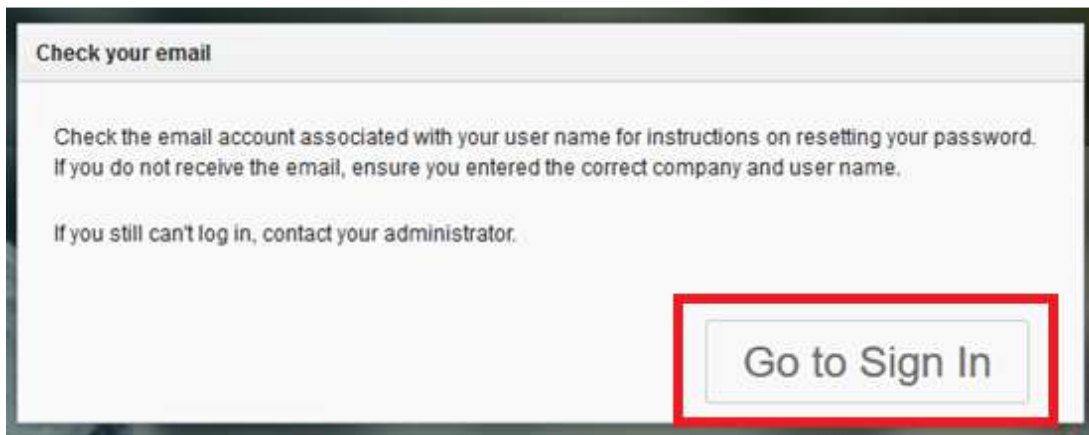 Check your email
Check the email account associated with your user name for instructions on resetting your password.
If you do not receive the email, ensure you entered the correct company and user name.
If you still can't log in, contact your administrator.
Go to Sign In